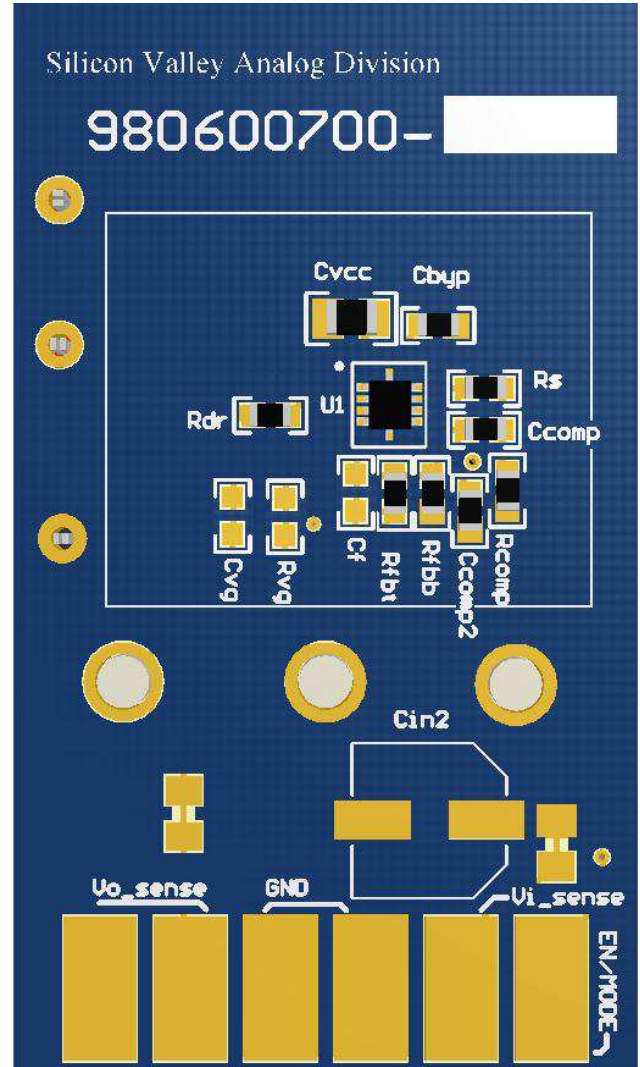 Silicon Valley Analog Division
980600700-
Cvcc
Cbyp
Rs
U1
Rdr
Ccomp
Cvg
Rvg
Cf
Rfbt
Rfbb
Ccomp2
Rcomp
Cin2
Vo_sense
GND
Vi_sense
EN/MODE